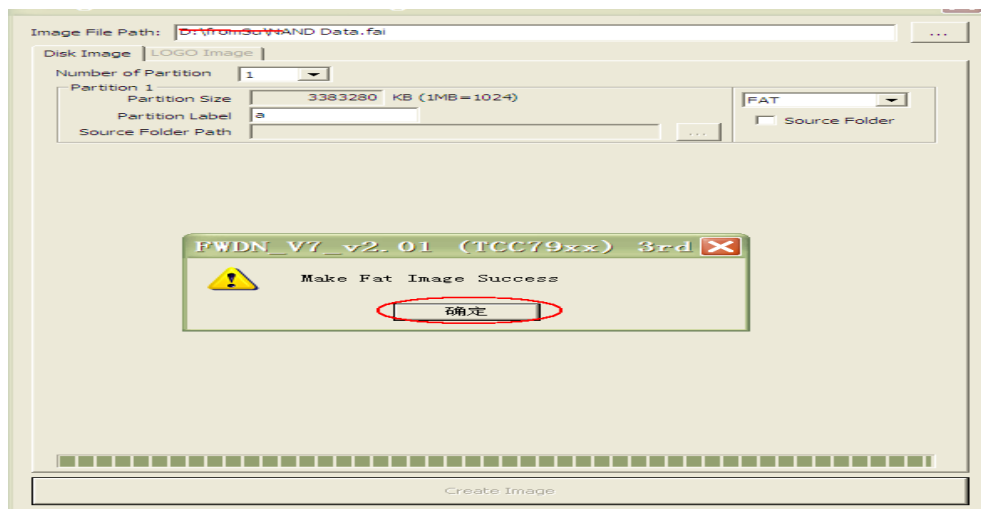 Image File Path: D:\fromSu\NAND Data.fai ...
Disk Image LOGO Image
Number of Partition 1
Partition 1
Partition Size 3383280 KB (1MB=1024) FAT
Partition Label a Source Folder
Source Folder Path ...
FWDN_V7_v2.01 (TCC79xx) 3rd
Make Fat Image Success
确定
Create Image